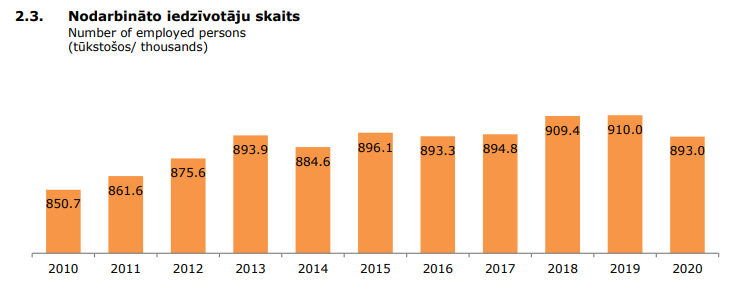 2.3. Nodarbināto iedzīvotāju skaits
Number of employed persons
(tūkstošos/ thousands)
850.7 861.6 875.6 893.9 884.6 896.1 893.3 894.8 909.4 910.0 893.0
2010 2011 2012 2013 2014 2015 2016 2017 2018 2019 2020